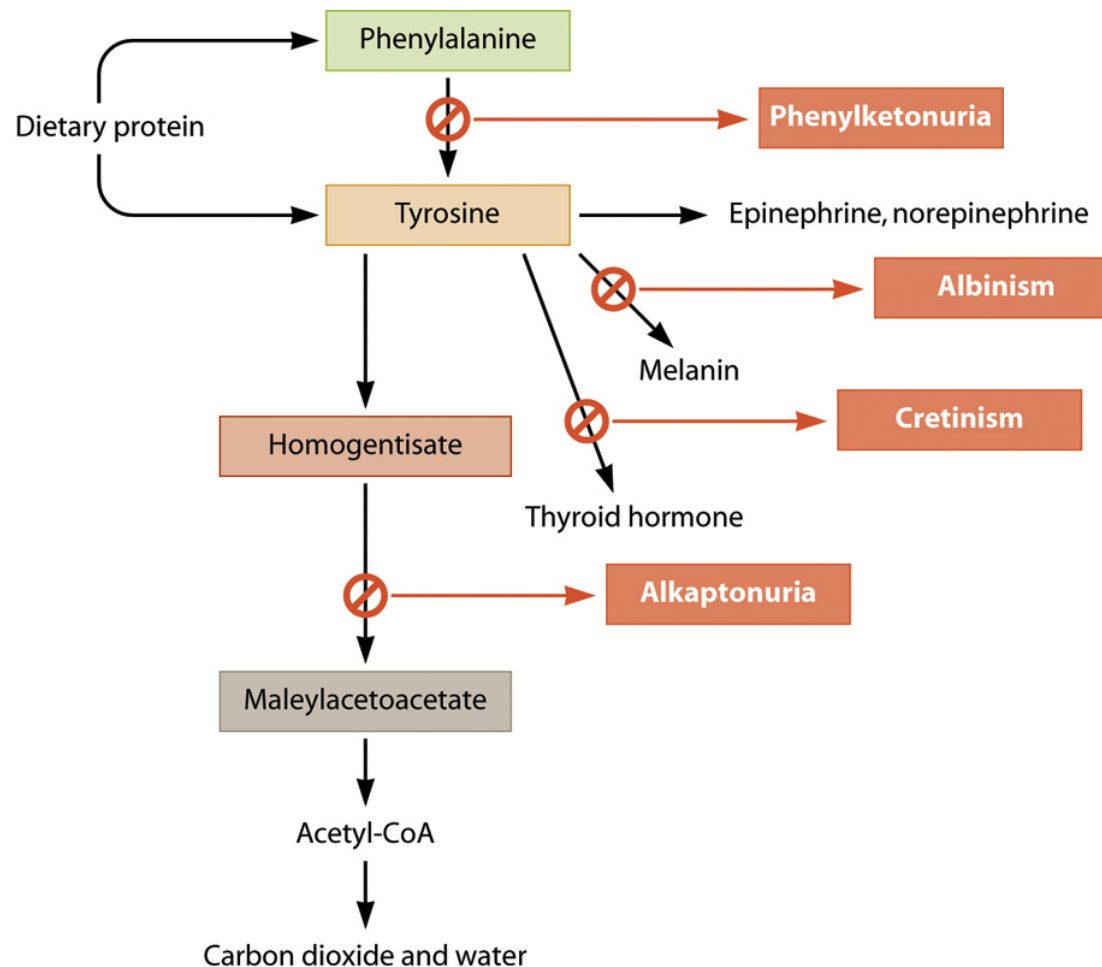 Phenylalanine
Dietary protein
Phenylketonuria
Tyrosine
Epinephrine, norepinephrine
Albinism
Melanin
Cretinism
Homogentisate
Thyroid hormone
Alkaptonuria
Maleylacetoacetate
Acetyl-CoA
Carbon dioxide and water